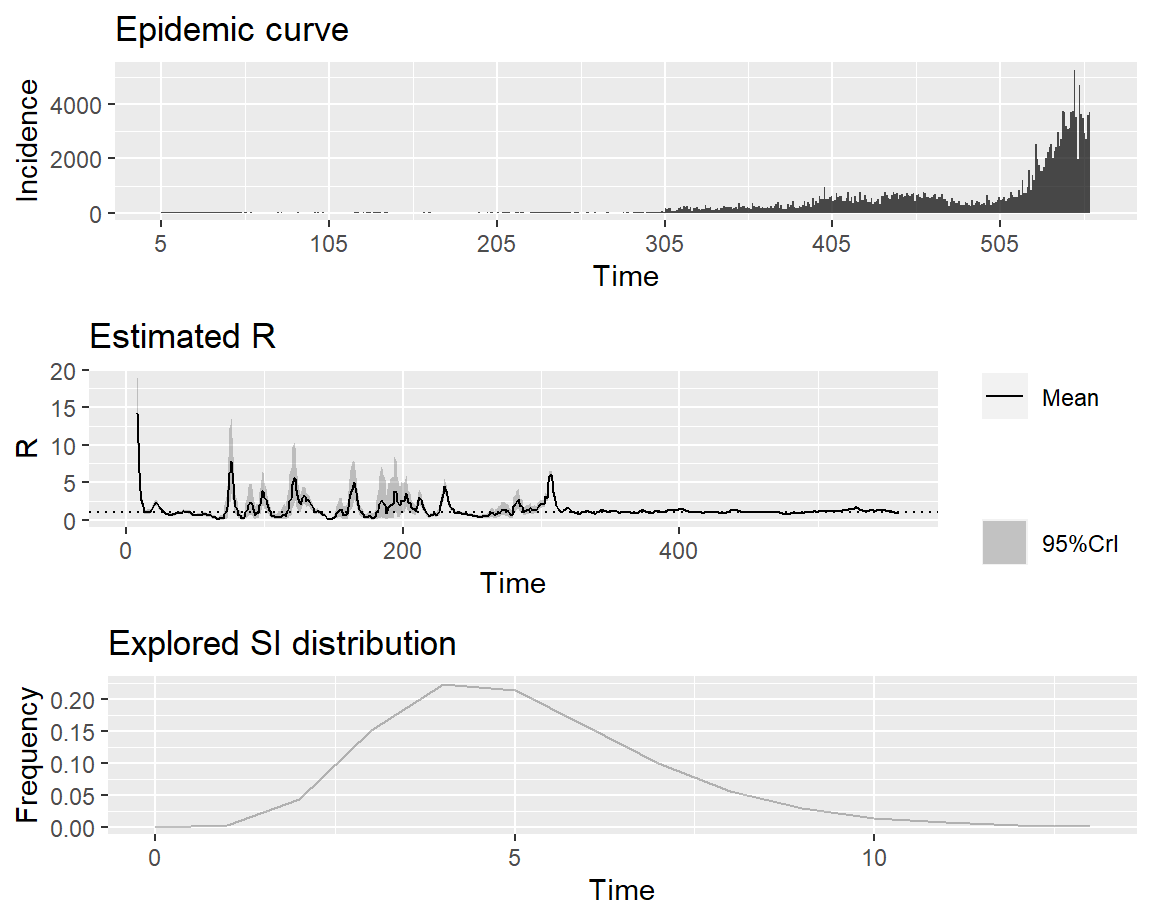 Epidemic curve
Incidence
4000
2000
0
5 105 205 305 405 505
Time
Estimated R
R
20
15
10
5
0
0 200 400
Time
Mean
95%CrI
Explored SI distribution
Frequency
0.20
0.15
0.10
0.05
0.00
0 5 10
Time